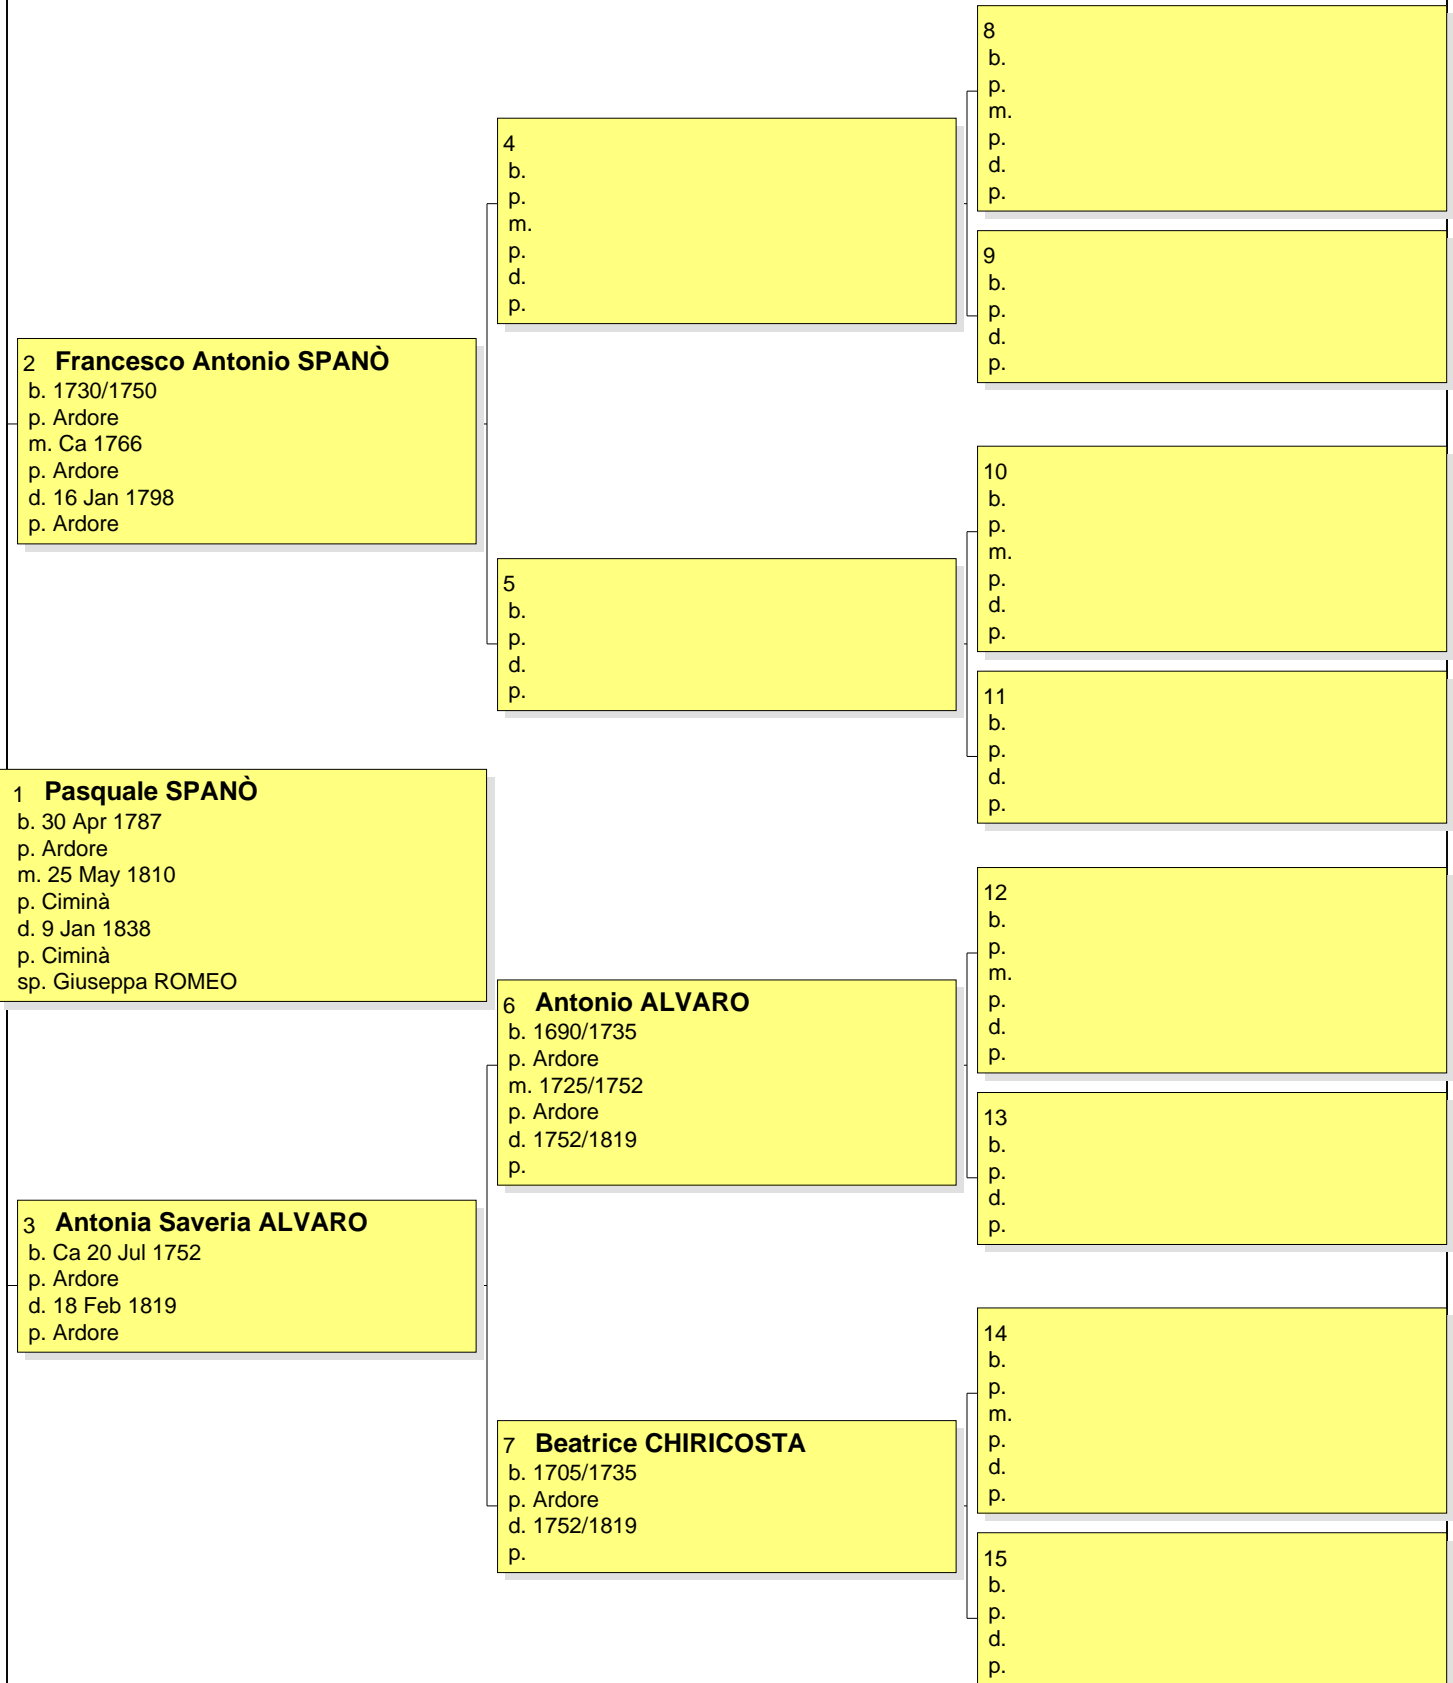 8
b.
p.
m.
p.
d.
p.
4
b.
p.
m.
p.
d.
p.
9
b.
p.
d.
p.
2 Francesco Antonio SPANÒ
b. 1730/1750
p. Ardore
m. Ca 1766
p. Ardore
d. 16 Jan 1798
p. Ardore
10
b.
p.
m.
p.
d.
p.
5
b.
p.
d.
p.
11
b.
p.
d.
p.
1 Pasquale SPANÒ
b. 30 Apr 1787
p. Ardore
m. 25 May 1810
p. Ciminà
d. 9 Jan 1838
p. Ciminà
sp. Giuseppa ROMEO
12
b.
p.
m.
p.
d.
p.
6 Antonio ALVARO
b. 1690/1735
p. Ardore
m. 1725/1752
p. Ardore
d. 1752/1819
p.
13
b.
p.
d.
p.
3 Antonia Saveria ALVARO
b. Ca 20 Jul 1752
p. Ardore
d. 18 Feb 1819
p. Ardore
14
b.
p.
m.
p.
d.
p.
7 Beatrice CHIRICOSTA
b. 1705/1735
p. Ardore
d. 1752/1819
p.
15
b.
p.
d.
p.